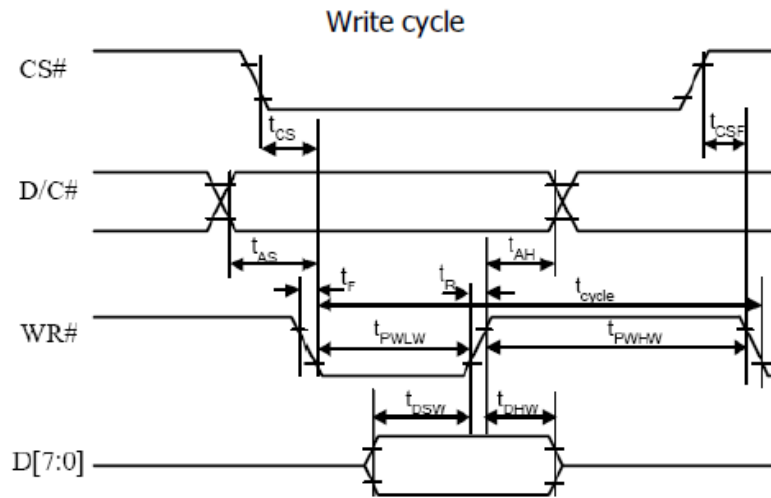 Write cycle
CS#
tCS
tCSF
D/C#
tAS
tF
tR
tAH
tcycle
WR#
tPWLW
tPWHW
tDSW
tDHW
D[7:0]